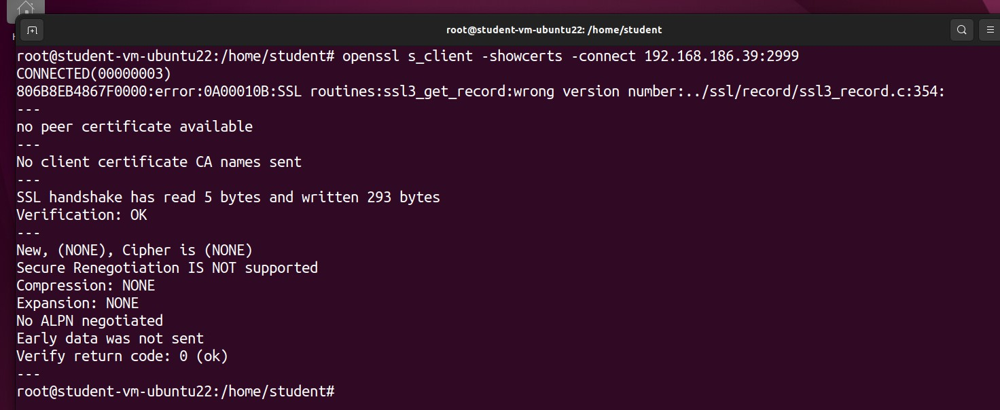 root@student-vm-ubuntu22: /home/student
root@student-vm-ubuntu22:/home/student# openssl s_client -showcerts -connect 192.168.186.39:2999
CONNECTED(00000003)
806B8EB4867F0000:error:0A00010B:SSL routines:ssl3_get_record:wrong version number:../ssl/record/ssl3_record.c:354:
---
no peer certificate available
---
No client certificate CA names sent
---
SSL handshake has read 5 bytes and written 293 bytes
Verification: OK
---
New, (NONE), Cipher is (NONE)
Secure Renegotiation IS NOT supported
Compression: NONE
Expansion: NONE
No ALPN negotiated
Early data was not sent
Verify return code: 0 (ok)
---
root@student-vm-ubuntu22:/home/student#